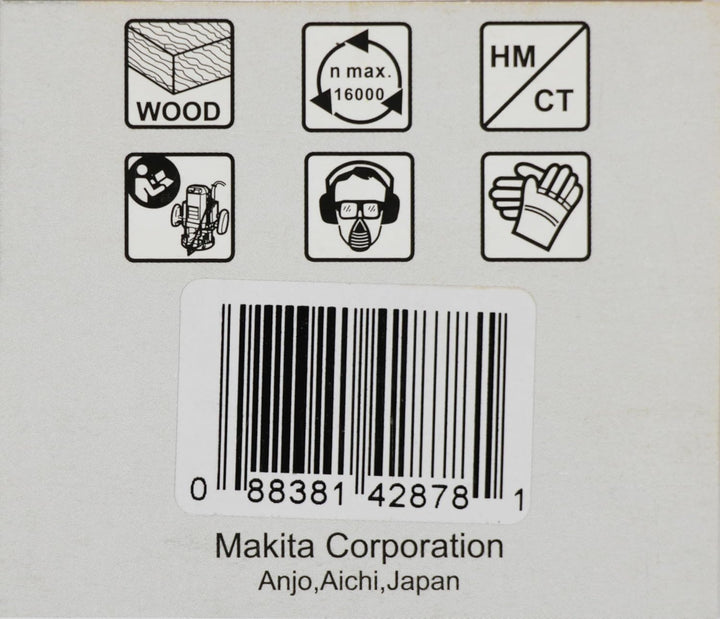 WOOD
n max.
16000
HM
CT
0 88381 42878 1
Makita Corporation
Anjo,Aichi,Japan